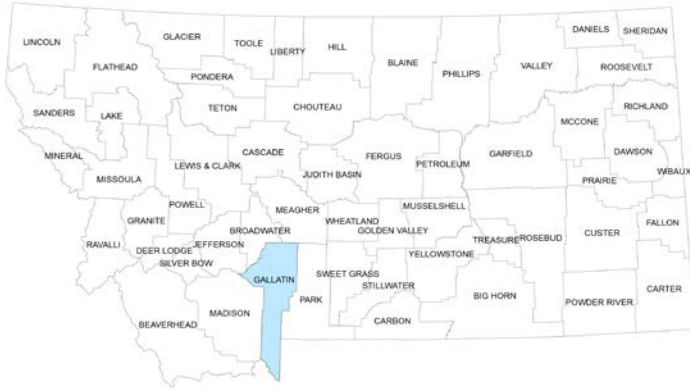 DANIELS
SHERIDAN
GLACIER
TOOLE
LIBERTY
HILL
LINCOLN
BLAINE
VALLEY
FLATHEAD
PHILLIPS
ROOSEVELT
PONDERA
TETON
CHOUTEAU
RICHLAND
SANDERS
LAKE
MCCONE
CASCADE
DAWSON
MINERAL
FERGUS
GARFIELD
LEWIS & CLARK
PETROLEUM
JUDITH BASIN
WIBAUX
MISSOULA
PRAIRIE
POWELL
MUSSELSHELL
MEAGHER
GRANITE
WHEATLAND
FALLON
BROADWATER
GOLDEN VALLEY
CUSTER
RAVALLI
JEFFERSON
TREASURE
ROSEBUD
DEER LODGE
YELLOWSTONE
SILVER BOW
SWEET GRASS
GALLATIN
STILLWATER
CARTER
PARK
BIG HORN
POWDER RIVER
MADISON
CARBON
BEAVERHEAD